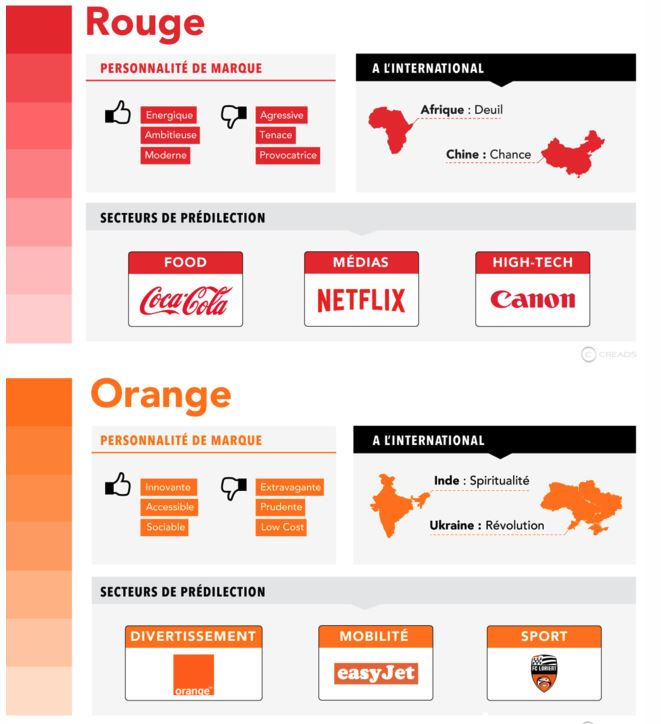 Rouge
PERSONNALITÉ DE MARQUE
Energique
Ambitieuse
Moderne
Agressive
Tenace
Provocatrice
A L'INTERNATIONAL
Afrique : Deuil
Chine : Chance
SECTEURS DE PRÉDILECTION
FOOD
Coca-Cola
MÉDIAS
NETFLIX
HIGH-TECH
Canon
© CREADS
Orange
PERSONNALITÉ DE MARQUE
Innovante
Accessible
Sociable
Extravagante
Prudente
Low Cost
A L'INTERNATIONAL
Inde : Spiritualité
Ukraine : Révolution
SECTEURS DE PRÉDILECTION
DIVERTISSEMENT
orange™
MOBILITÉ
easyJet
SPORT
FC LORIENT